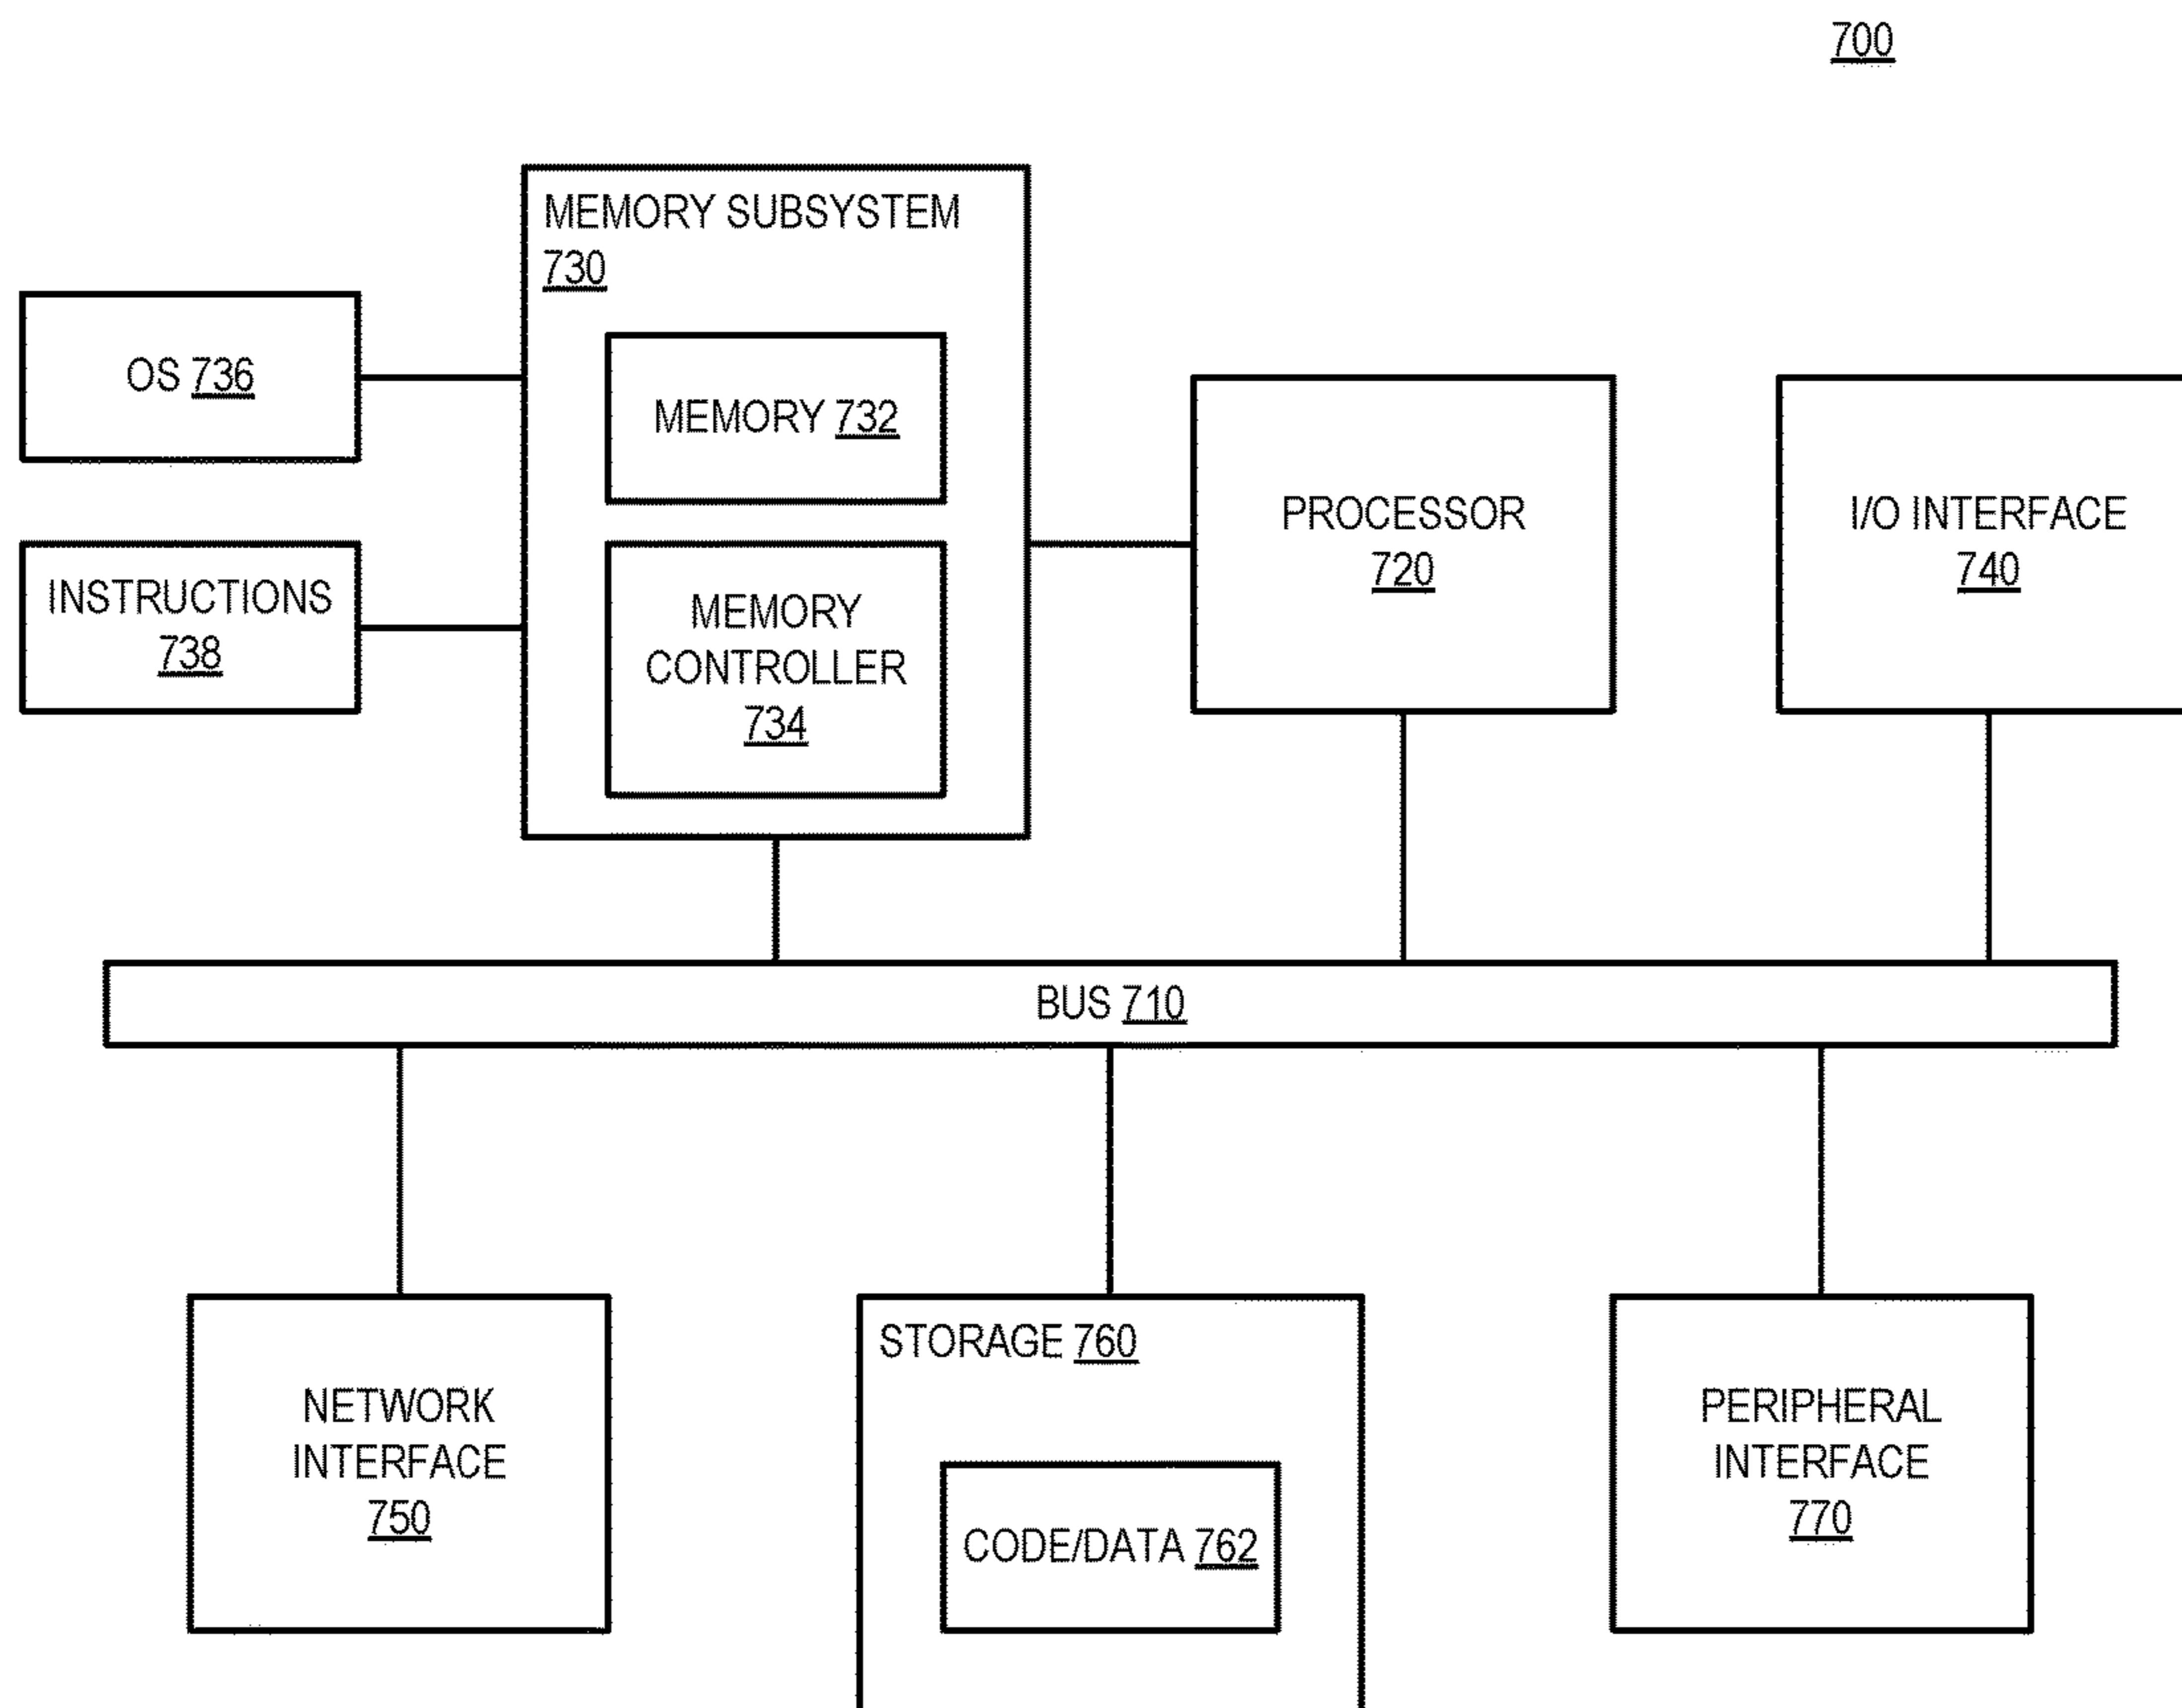 700
MEMORY SUBSYSTEM
730
OS 736
MEMORY 732
PROCESSOR
720
I/O INTERFACE
740
INSTRUCTIONS
738
MEMORY
CONTROLLER
734
BUS 710
STORAGE 760
NETWORK
INTERFACE
750
CODE/DATA 762
PERIPHERAL
INTERFACE
770